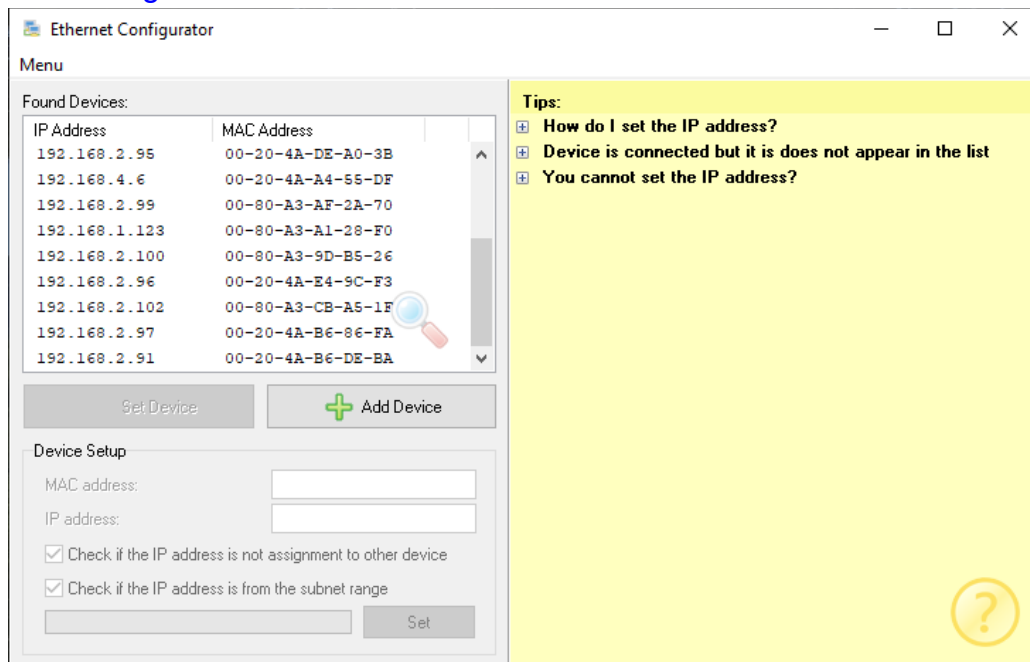 Ethernet Configurator
Menu
Found Devices:
IP Address MAC Address
192.168.2.95 00-20-4A-DE-A0-3B
192.168.4.6 00-20-4A-A4-55-DF
192.168.2.99 00-80-A3-AF-2A-70
192.168.1.123 00-80-A3-A1-28-F0
192.168.2.100 00-80-A3-9D-B5-26
192.168.2.96 00-20-4A-E4-9C-F3
192.168.2.102 00-80-A3-CB-A5-1F
192.168.2.97 00-20-4A-B6-86-FA
192.168.2.91 00-20-4A-B6-DE-BA
Set Device
Add Device
Device Setup
MAC address:
IP address:
Check if the IP address is not assignment to other device
Check if the IP address is from the subnet range
Set
Tips:
How do I set the IP address?
Device is connected but it is does not appear in the list
You cannot set the IP address?
?